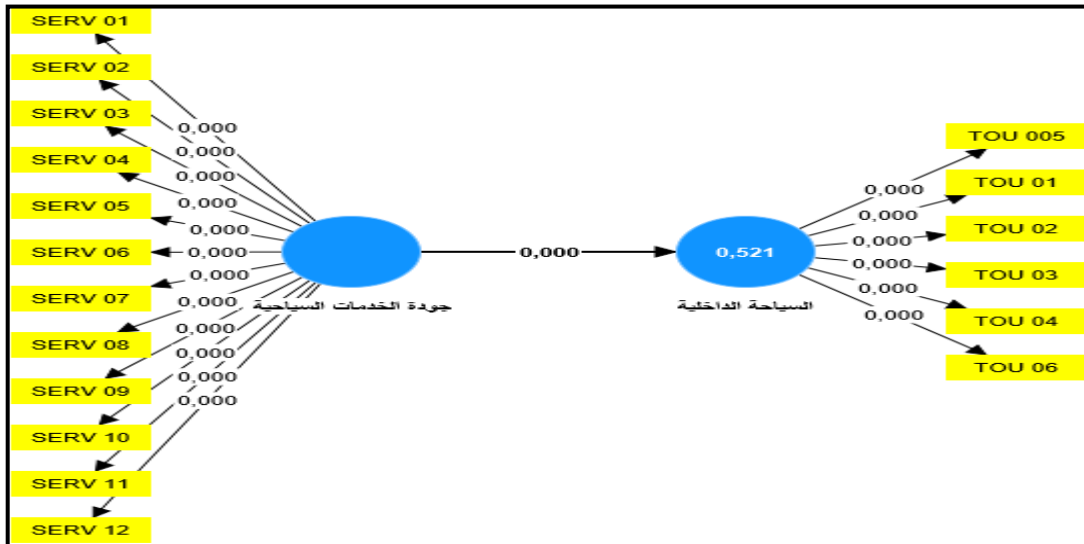 SERV 01
SERV 02
SERV 03
SERV 04
SERV 05
SERV 06
SERV 07
SERV 08
SERV 09
SERV 10
SERV 11
SERV 12
0,000
0,000
0,000
0,000
0,000
0,000
0,000
0,000
0,000
0,000
0,000
0,000
جودة الخدمات السياحية
0,000
0,521
السياحة الداخلية
0,000
0,000
0,000
0,000
0,000
0,000
TOU 005
TOU 01
TOU 02
TOU 03
TOU 04
TOU 06